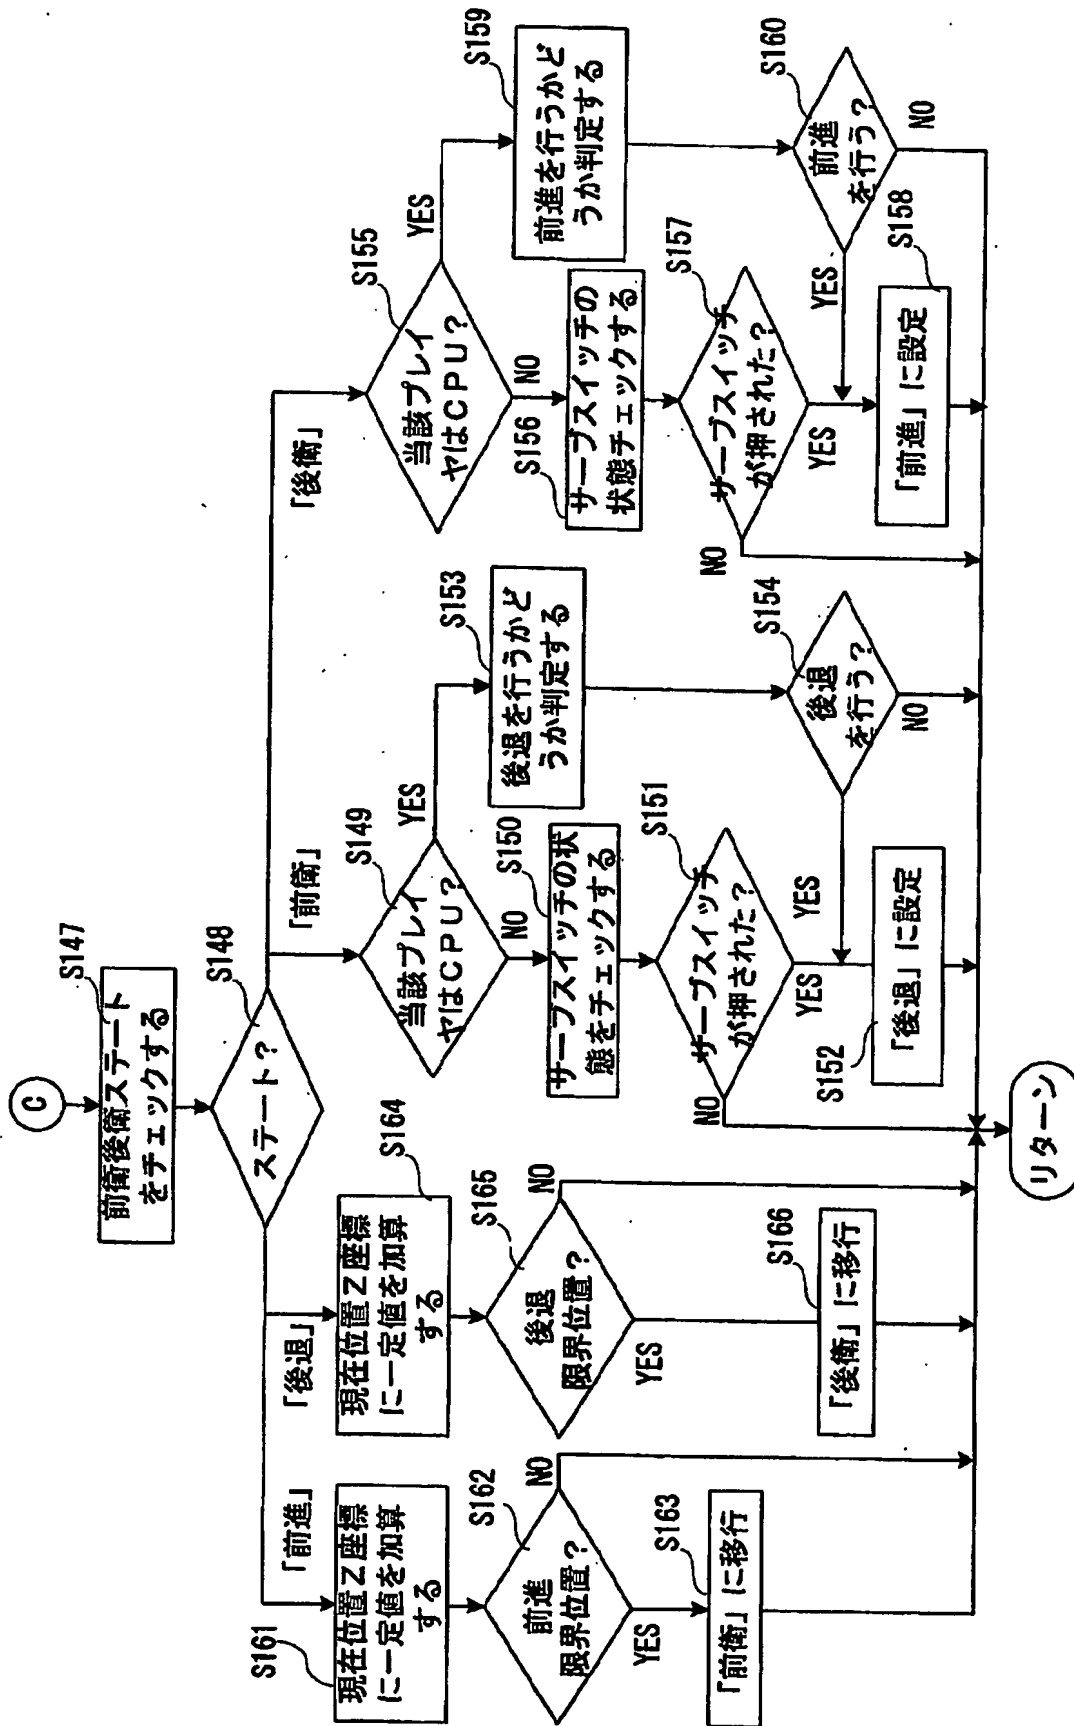 C
S147
前衛後衛ステート
をチェックする
S148
ステート?
「前進」
「後退」
「前衛」
「後衛」
S161
現在位置Z座標
に一定値を加算
する
S162
前進
限界位置?
NO
YES
S163
「前衛」に移行
S164
現在位置Z座標
に一定値を加算
する
S165
後退
限界位置?
NO
YES
S166
「後衛」に移行
S149
当該プレイ
ヤはCPU?
YES
NO
S150
サーブスイッチの状
態をチェックする
S151
サーブスイッチ
が押された?
NO
YES
S152
「後退」に設定
S153
後退を行うかど
うか判定する
S154
後退
を行う?
YES
NO
S155
当該プレイ
ヤはCPU?
YES
NO
S156
サーブスイッチの
状態チェックする
S157
サーブスイッチ
が押された?
NO
YES
S158
「前進」に設定
S159
前進を行うかど
うか判定する
S160
前進
を行う?
YES
NO
リターン